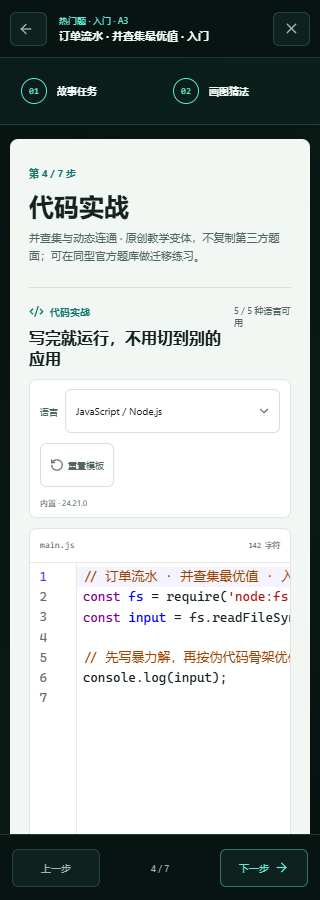 热门题 · 入门 · A3
订单流水 · 并查集最优值 · 入门
01 故事任务 02 画图猜法
第 4 / 7 步
代码实战
并查集与动态连通 · 原创教学变体，不复制第三方题
面；可在同型官方题库做迁移练习。
</> 代码实战
5 / 5 种语言可
用
写完就运行，不用切到别的
应用
语言 JavaScript / Node.js
重置模板
内置 · 24.21.0
main.js 142 字符
1 // 订单流水 · 并查集最优值 · 入
2 const fs = require('node:fs
3 const input = fs.readFileSyn
4
5 // 先写暴力解，再按伪代码骨架优
6 console.log(input);
7
上一步 4 / 7 下一步